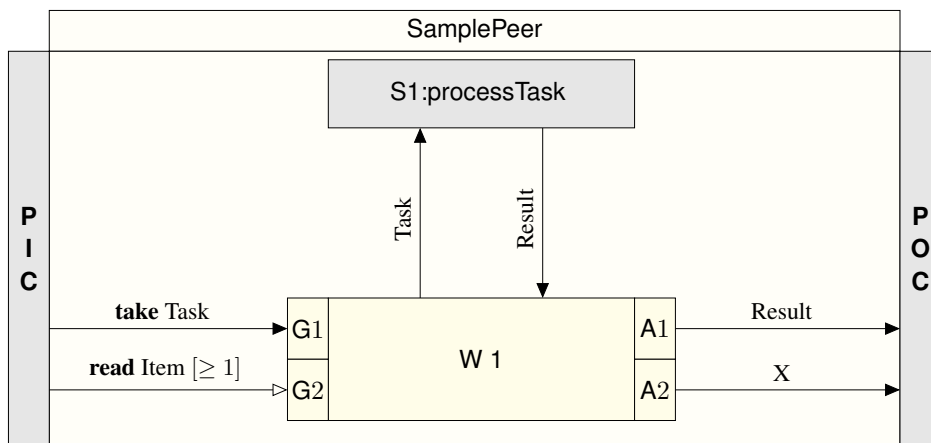 SamplePeer
S1:processTask
P
I
C
P
O
C
Task
Result
take Task
G1
A1
Result
W 1
read Item [≥ 1]
G2
A2
X